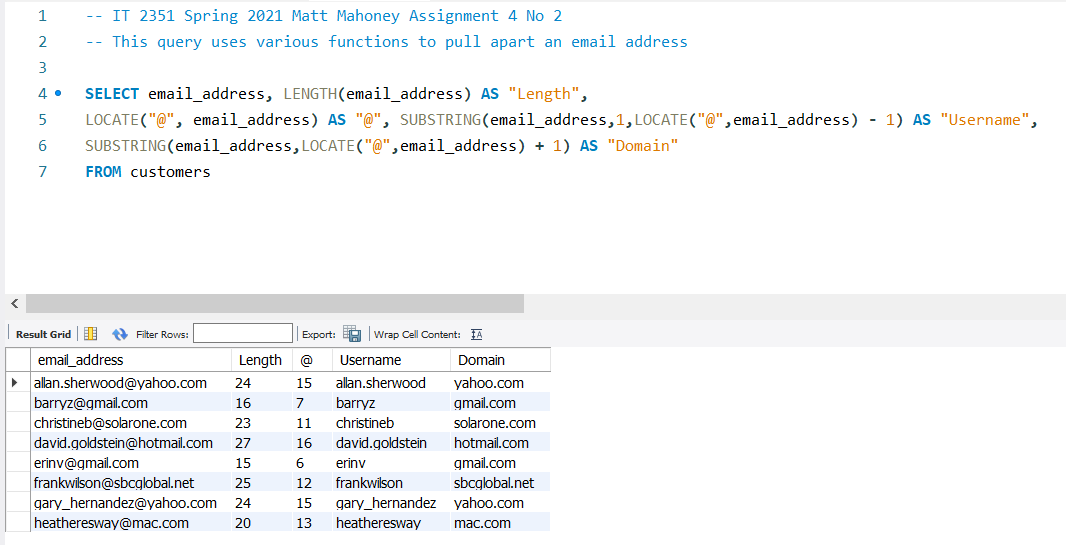 1 -- IT 2351 Spring 2021 Matt Mahoney Assignment 4 No 2
2 -- This query uses various functions to pull apart an email address
3
4 SELECT email_address, LENGTH(email_address) AS "Length",
5 LOCATE("@", email_address) AS "@", SUBSTRING(email_address,1,LOCATE("@",email_address) - 1) AS "Username",
6 SUBSTRING(email_address,LOCATE("@",email_address) + 1) AS "Domain"
7 FROM customers
Result Grid Filter Rows: Export: Wrap Cell Content:
email_address Length @ Username Domain
allan.sherwood@yahoo.com 24 15 allan.sherwood yahoo.com
barryz@gmail.com 16 7 barryz gmail.com
christineb@solarone.com 23 11 christineb solarone.com
david.goldstein@hotmail.com 27 16 david.goldstein hotmail.com
erinv@gmail.com 15 6 erinv gmail.com
frankwilson@sbcglobal.net 25 12 frankwilson sbcglobal.net
gary_hernandez@yahoo.com 24 15 gary_hernandez yahoo.com
heatheresway@mac.com 20 13 heatheresway mac.com